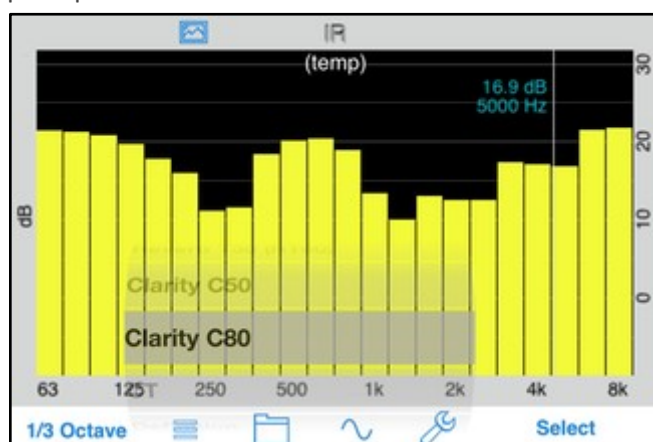 IR
(temp)
16.9 dB
5000 Hz
30
20
10
0
dB
Clarity C50
Clarity C80
63 125 250 500 1k 2k 4k 8k
1/3 Octave
Select